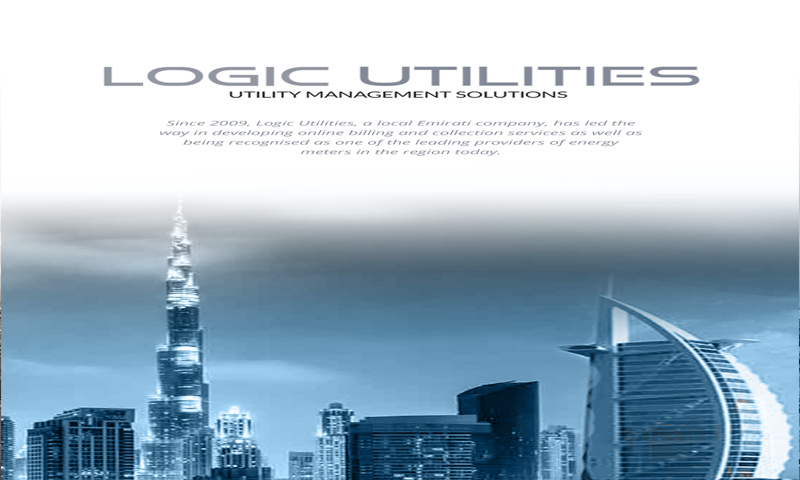 LOGIC UTILITIES
UTILITY MANAGEMENT SOLUTIONS
Since 2009, Logic Utilities, a local Emirati company, has led the
way in developing online billing and collection services as well as
being recognised as one of the leading providers of energy
meters in the region today.